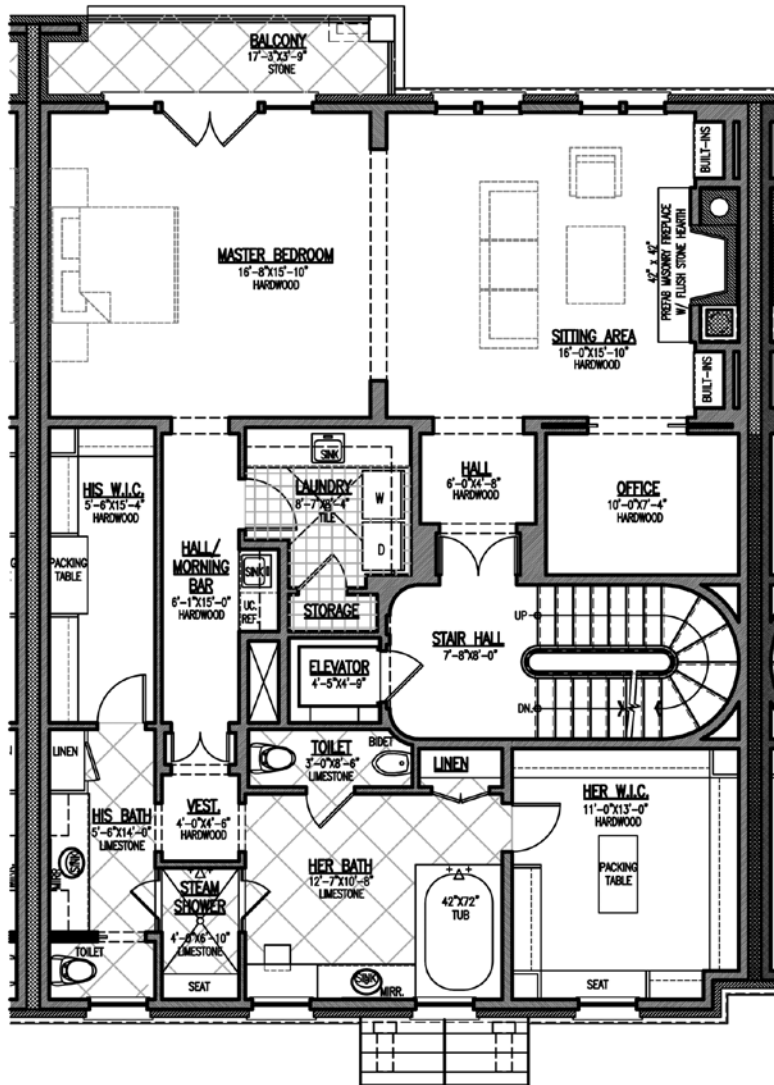 BALCONY
17'-3"X3'-9"
STONE
BUILT-INS
MASTER BEDROOM
16'-8"X15'-10"
HARDWOOD
42" x 42"
PREFAB MASONRY FIREPLACE
W/ FLUSH STONE HEARTH
SITTING AREA
16'-0"X15'-10"
HARDWOOD
BUILT-INS
SINK
HIS W.I.C.
5'-6"X15'-4"
HARDWOOD
LAUNDRY
8'-7"X8'-4"
TILE
W
D
HALL
6'-0"X4'-8"
HARDWOOD
OFFICE
10'-0"X7'-4"
HARDWOOD
PACKING
TABLE
HALL/
MORNING
BAR
6'-1"X15'-0"
HARDWOOD
SINK
UC.
REF.
STORAGE
UP
STAIR HALL
7'-8"X8'-0"
ELEVATOR
4'-5"X4'-9"
DN.
LINEN
TOILET
3'-0"X8'-6"
LIMESTONE
BIDET
LINEN
HIS BATH
5'-6"X14'-0"
LIMESTONE
VEST.
4'-0"X4'-6"
HARDWOOD
HER W.I.C.
11'-0"X13'-0"
HARDWOOD
SINK
MIRR.
STEAM
SHOWER
4'-0"X6'-10"
LIMESTONE
HER BATH
12'-7"X10'-8"
LIMESTONE
PACKING
TABLE
42"X72"
TUB
TOILET
SEAT
SINK
MIRR.
SEAT